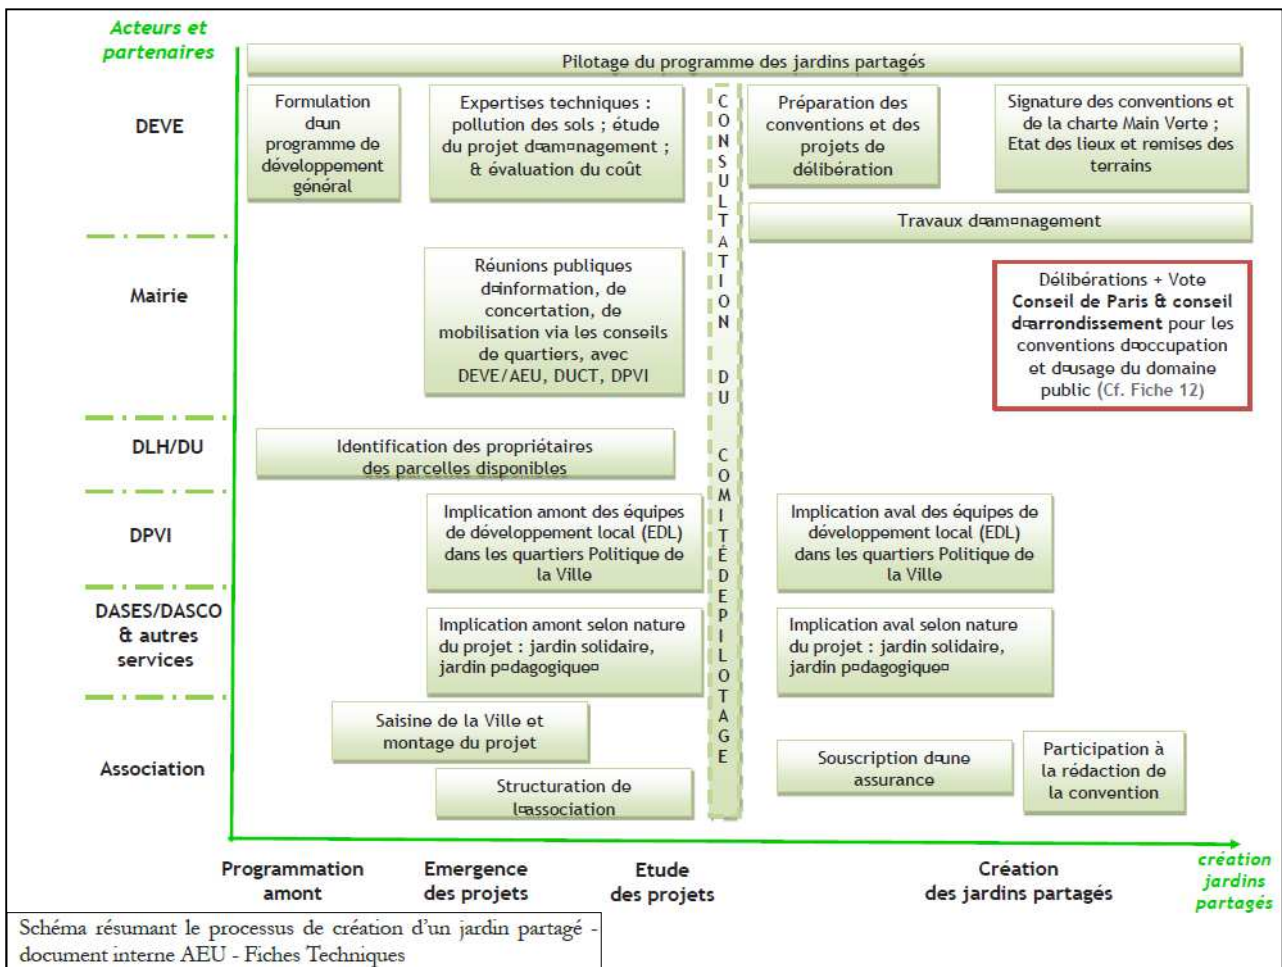 Acteurs et
partenaires
Pilotage du programme des jardins partagés
DEVE
Formulation
d¤un
programme de
développement
général
Expertises techniques :
pollution des sols ; étude
du projet d¤am¤nagement ;
& évaluation du coût
CONSULTATION DU COMITÉ DE PILOTAGE
Préparation des
conventions et des
projets de
délibération
Signature des conventions et
de la charte Main Verte ;
Etat des lieux et remises des
terrains
Travaux d¤am¤nagement
Mairie
Réunions publiques
d¤information, de
concertation, de
mobilisation via les conseils
de quartiers, avec
DEVE/AEU, DUCT, DPVI
Délibérations + Vote
Conseil de Paris & conseil
d¤arrondissement pour les
conventions d¤occupation
et d¤usage du domaine
public (Cf. Fiche 12)
DLH/DU
Identification des propriétaires
des parcelles disponibles
DPVI
Implication amont des équipes
de développement local (EDL)
dans les quartiers Politique de
la Ville
Implication aval des équipes de
développement local (EDL)
dans les quartiers Politique de
la Ville
DASES/DASCO
& autres
services
Implication amont selon nature
du projet : jardin solidaire,
jardin p¤dagogique¤
Implication aval selon nature
du projet : jardin solidaire,
jardin p¤dagogique¤
Association
Saisine de la Ville et
montage du projet
Structuration de
l¤association
Souscription d¤une
assurance
Participation à
la rédaction de
la convention
Programmation
amont
Emergence
des projets
Etude
des projets
Création
des jardins partagés
création
jardins
partagés
Schéma résumant le processus de création d'un jardin partagé -
document interne AEU - Fiches Techniques